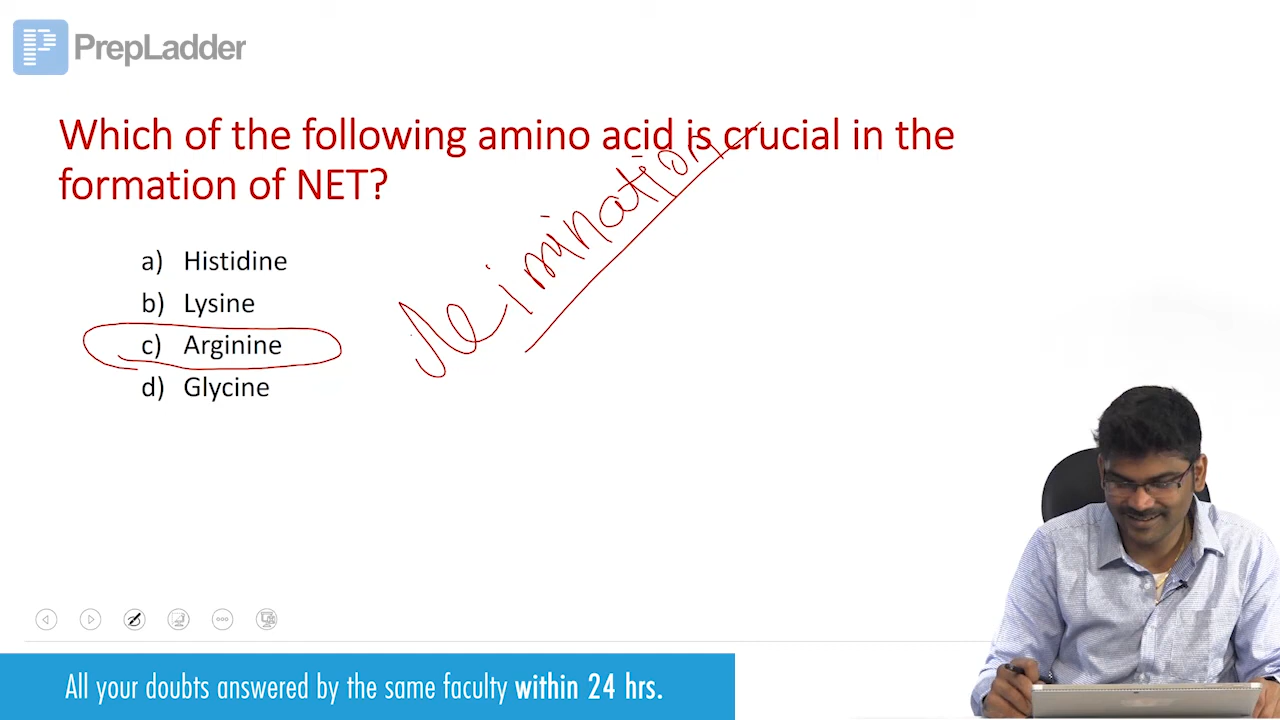 PrepLadder
Which of the following amino acid is crucial in the
formation of NET?
a) Histidine
b) Lysine
c) Arginine
d) Glycine
deimination
All your doubts answered by the same faculty within 24 hrs.